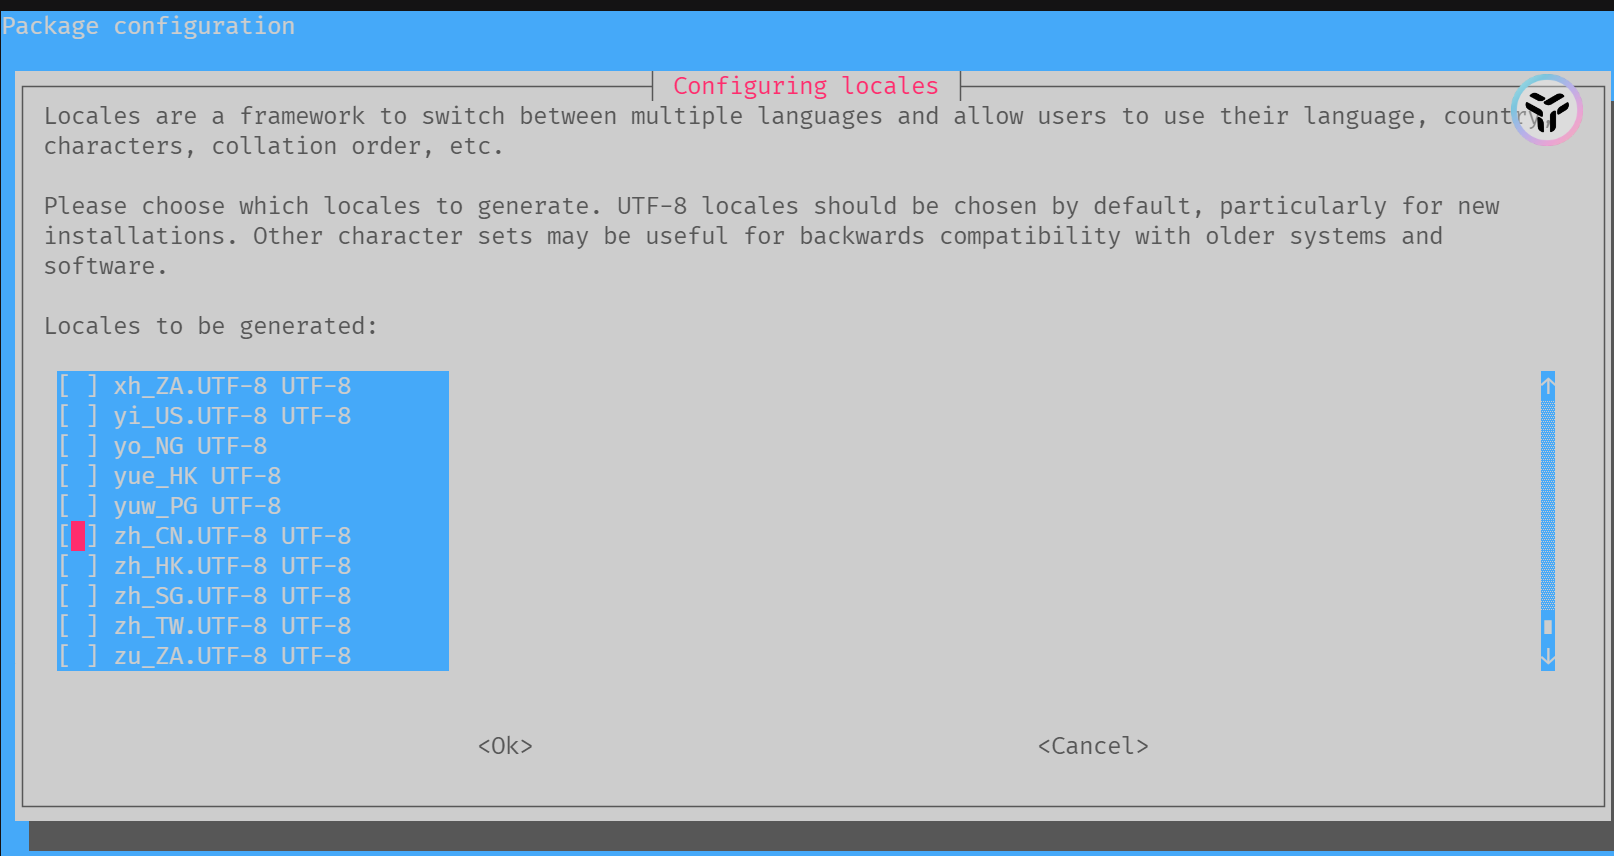 Package configuration
Configuring locales
Locales are a framework to switch between multiple languages and allow users to use their language, country,
characters, collation order, etc.
Please choose which locales to generate. UTF-8 locales should be chosen by default, particularly for new
installations. Other character sets may be useful for backwards compatibility with older systems and
software.
Locales to be generated:
[ ] xh_ZA.UTF-8 UTF-8
[ ] yi_US.UTF-8 UTF-8
[ ] yo_NG UTF-8
[ ] yue_HK UTF-8
[ ] yuw_PG UTF-8
[ ] zh_CN.UTF-8 UTF-8
[ ] zh_HK.UTF-8 UTF-8
[ ] zh_SG.UTF-8 UTF-8
[ ] zh_TW.UTF-8 UTF-8
[ ] zu_ZA.UTF-8 UTF-8
<Ok> <Cancel>